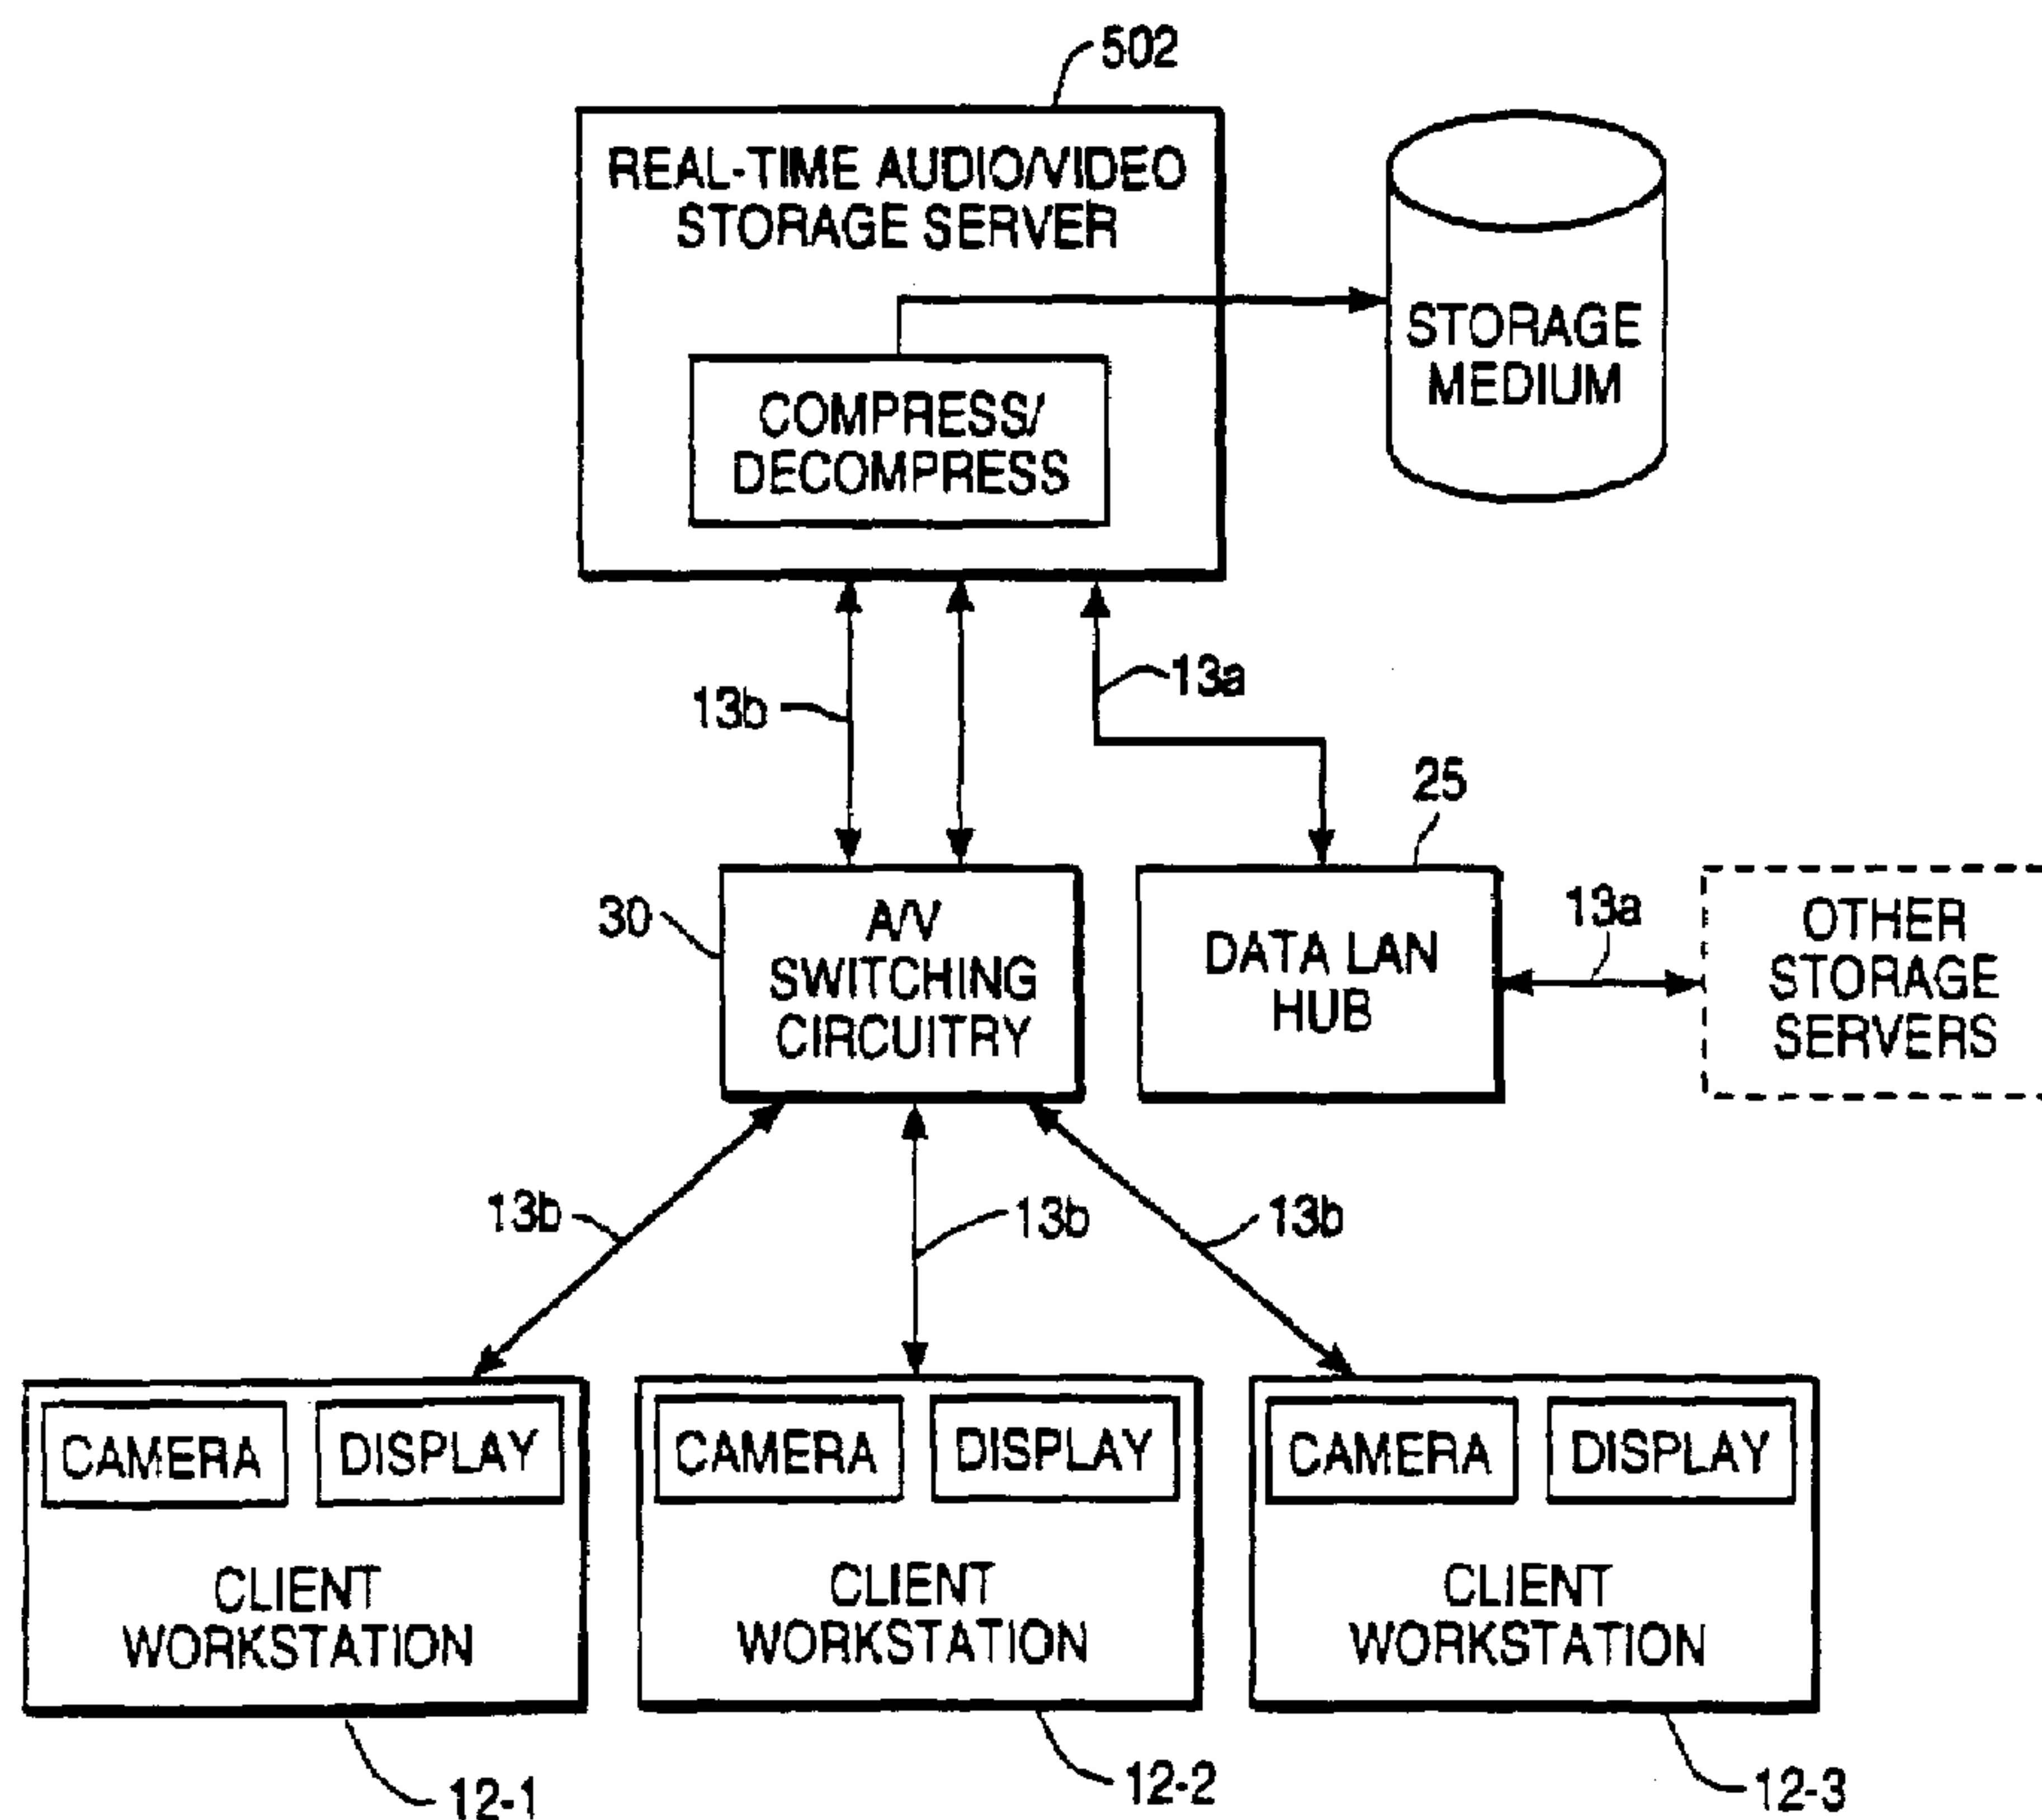 502
REAL-TIME AUDIO/VIDEO
STORAGE SERVER
COMPRESS/
DECOMPRESS
STORAGE
MEDIUM
13b
13a
25
30
A/V
SWITCHING
CIRCUITRY
DATA LAN
HUB
13a
OTHER
STORAGE
SERVERS
13b
13b
13b
CAMERA
DISPLAY
CLIENT
WORKSTATION
CAMERA
DISPLAY
CLIENT
WORKSTATION
CAMERA
DISPLAY
CLIENT
WORKSTATION
12-1
12-2
12-3